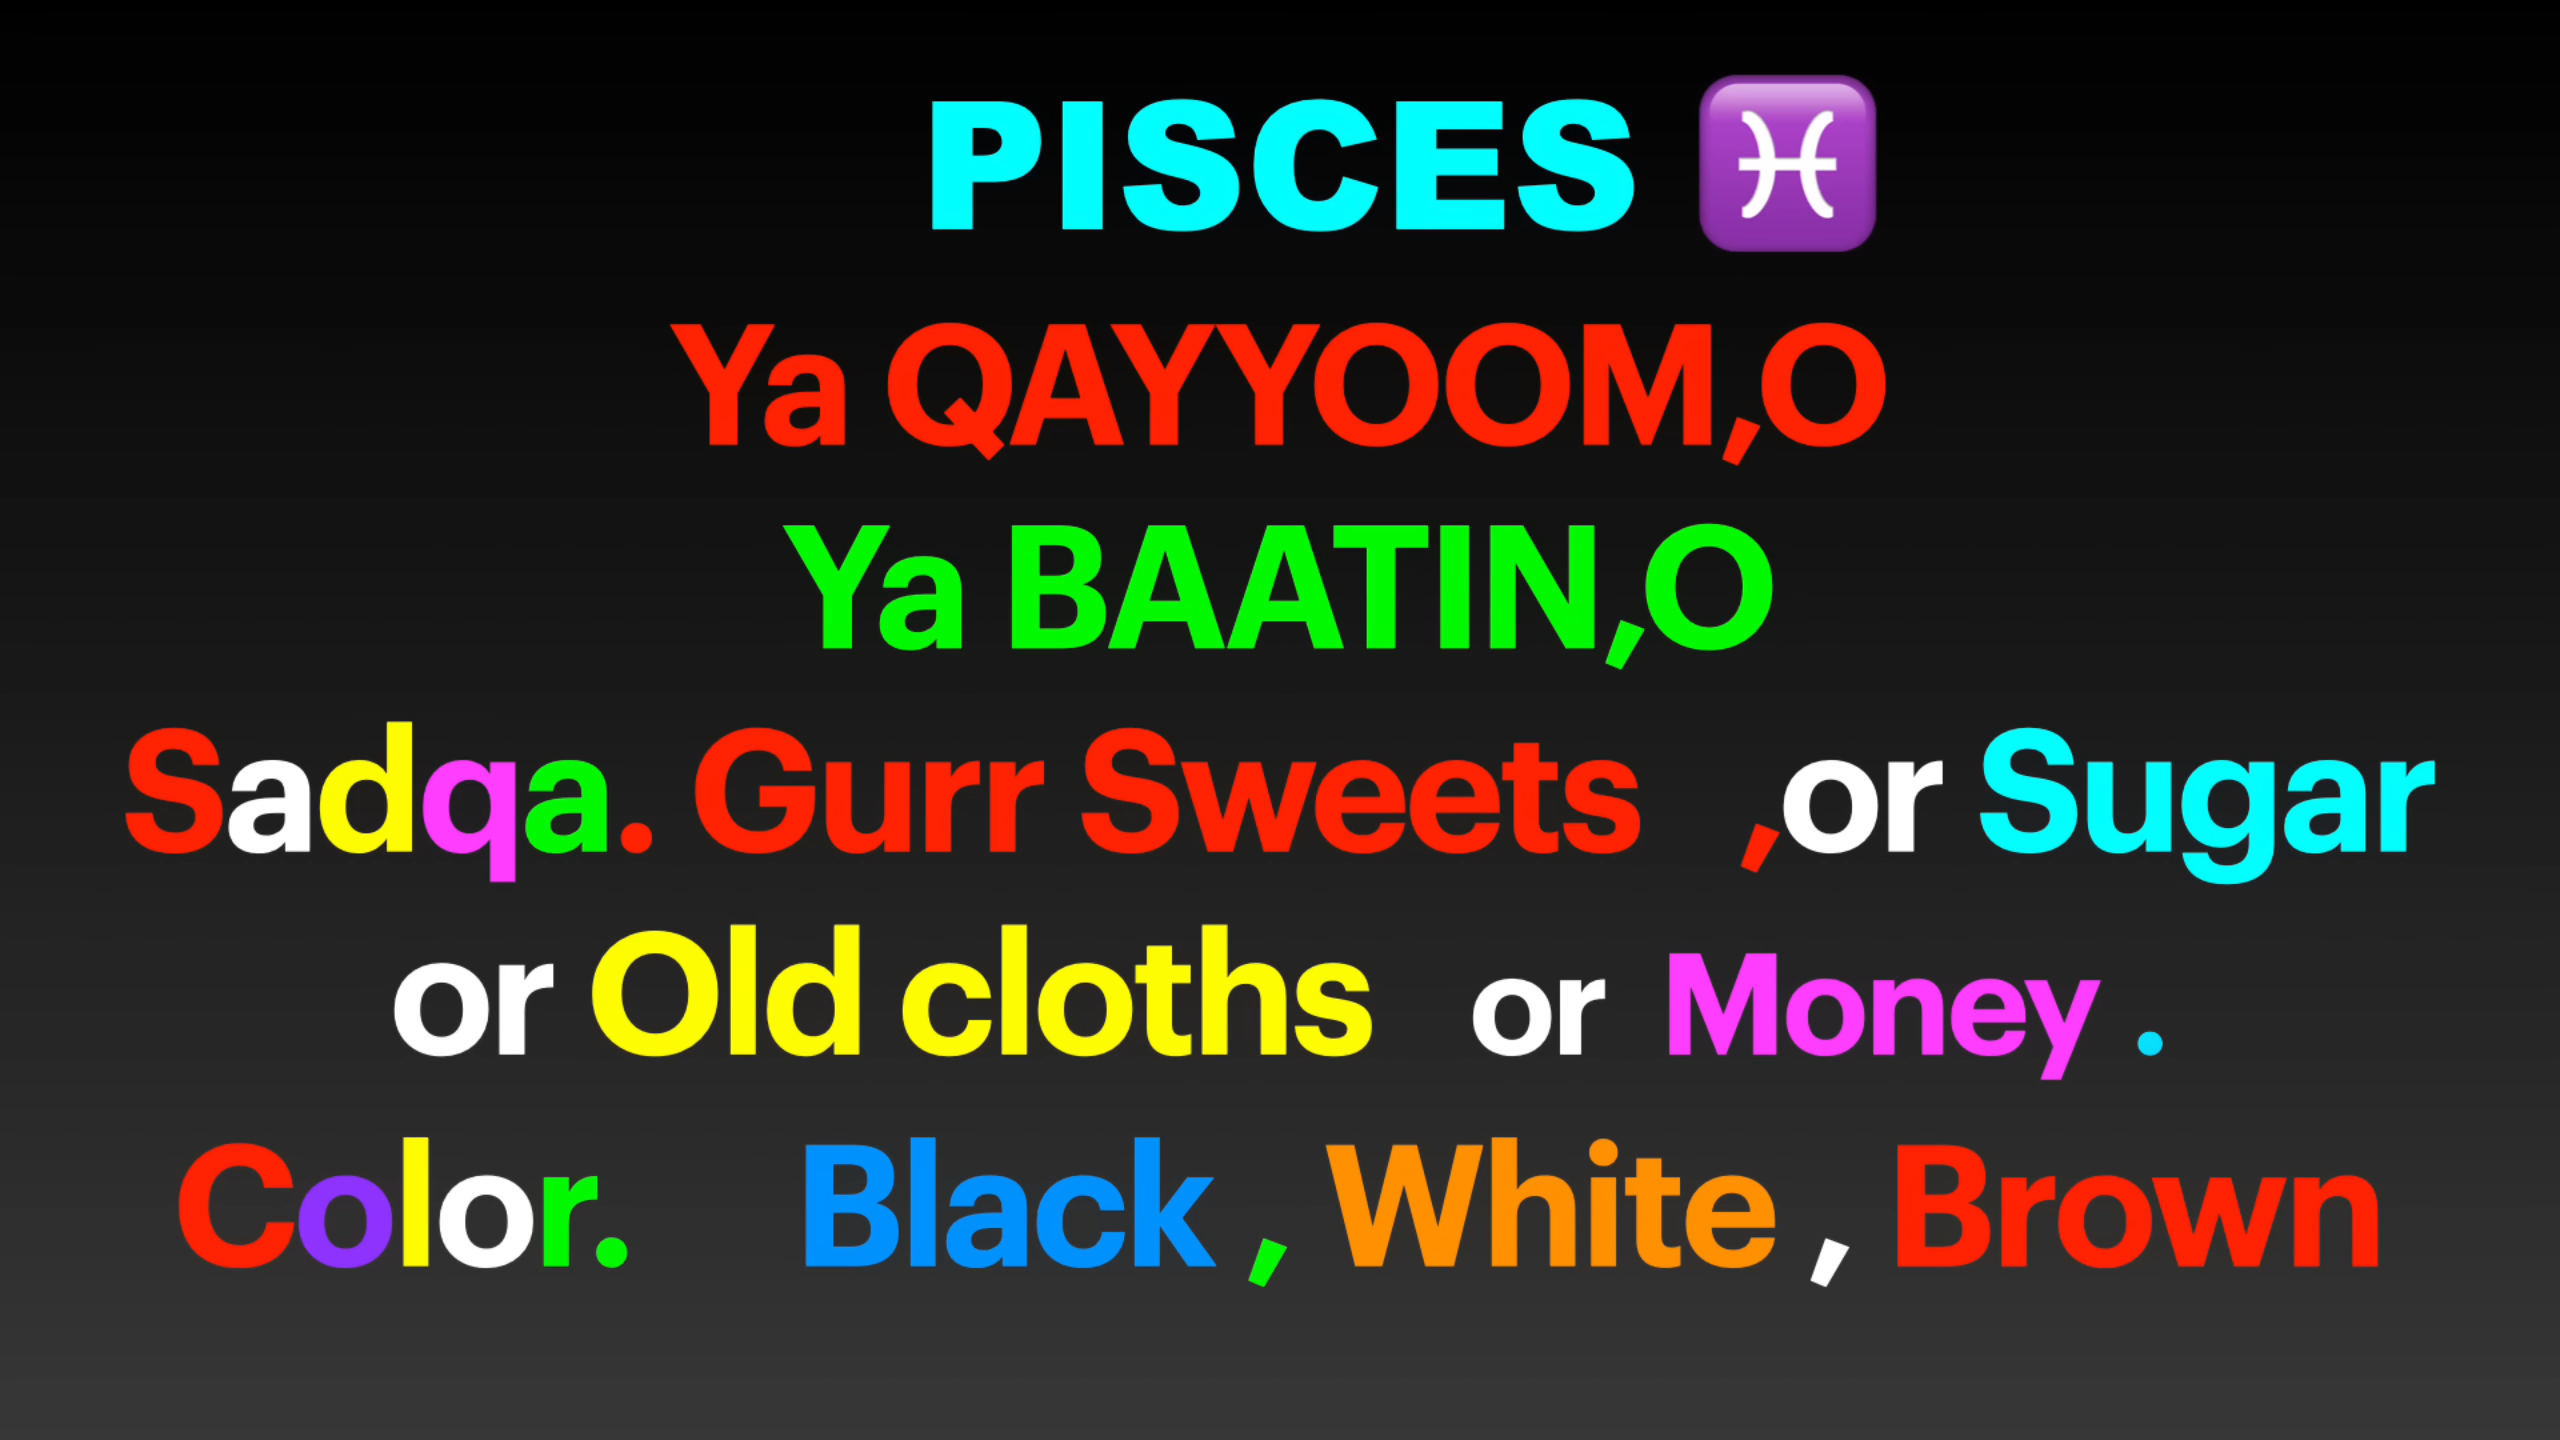 PISCES ♓
Ya QAYYOOM,O
Ya BAATIN,O
Sadqa. Gurr Sweets ,or Sugar
or Old cloths or Money .
Color. Black , White , Brown